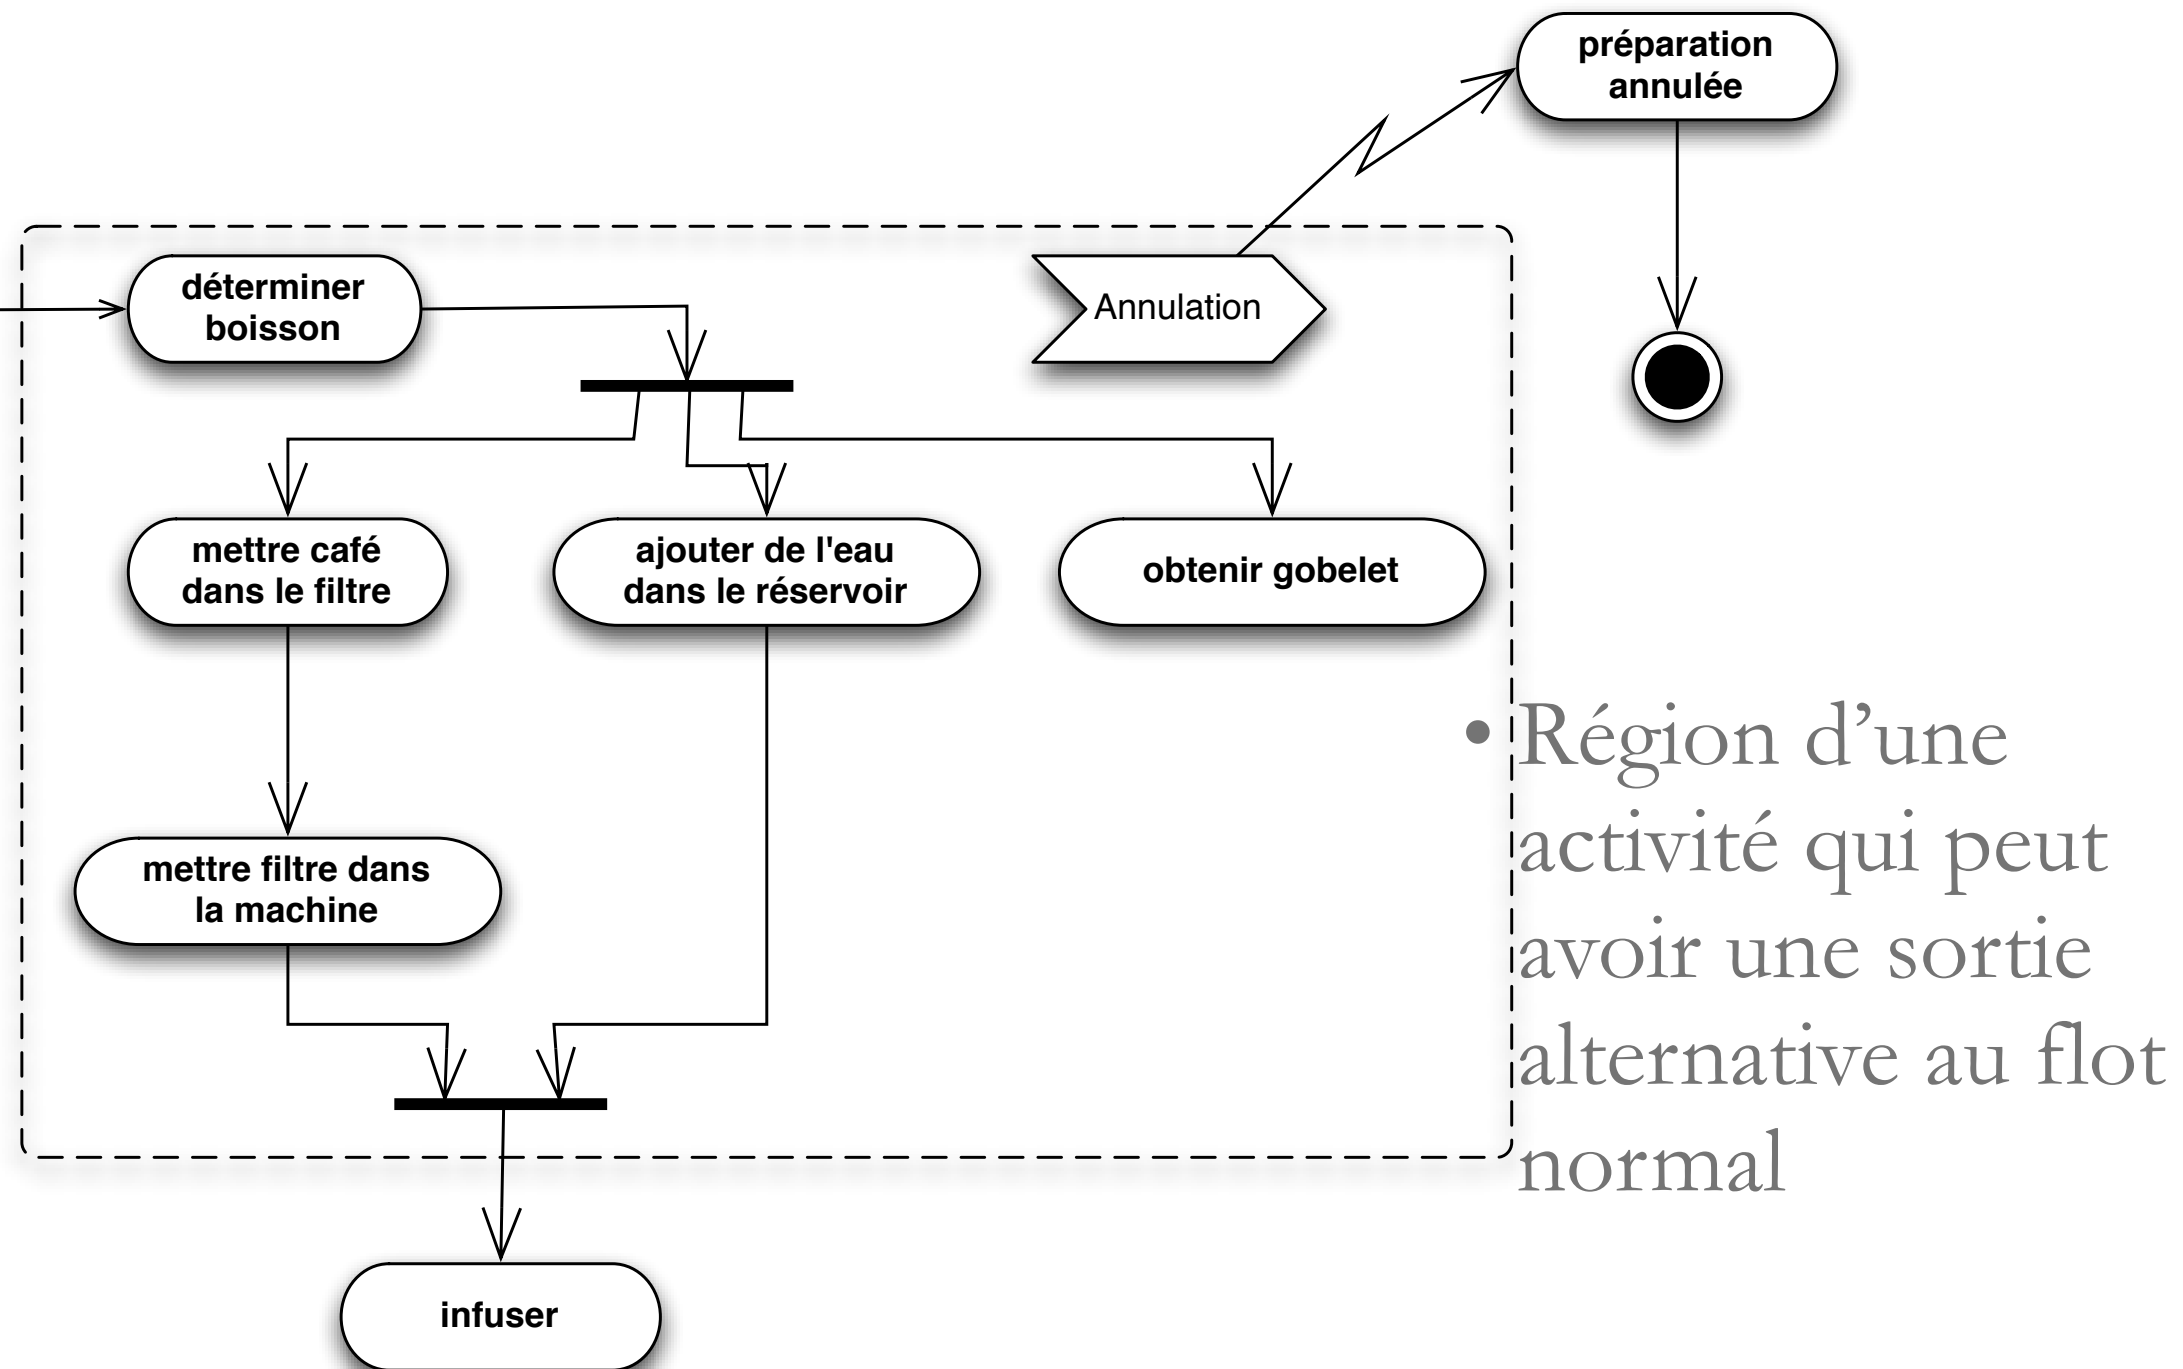 préparation
annulée
déterminer
boisson
Annulation
mettre café
dans le filtre
ajouter de l'eau
dans le réservoir
obtenir gobelet
mettre filtre dans
la machine
• Région d’une
activité qui peut
avoir une sortie
alternative au flot
normal
infuser